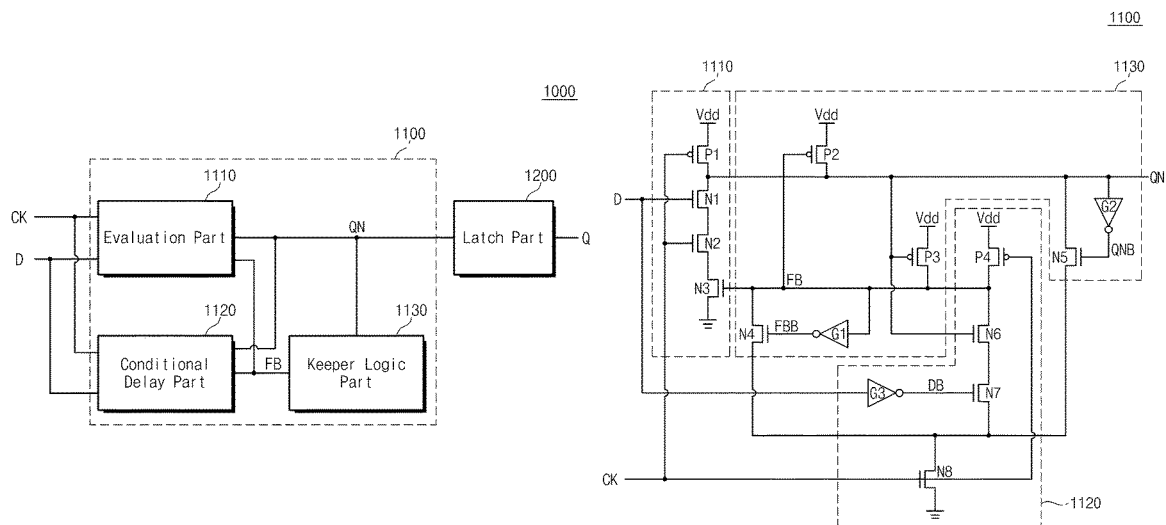 1000
1100
1110
CK
D
Evaluation Part
QN
1200
Latch Part
Q
1120
Conditional
Delay Part
FB
1130
Keeper Logic
Part
1100
1110
1130
Vdd
P1
Vdd
P2
QN
D
N1
N2
N3
FB
G2
QNB
N5
Vdd
P3
Vdd
P4
N4
FBB
G1
N6
G3
DB
N7
CK
N8
1120